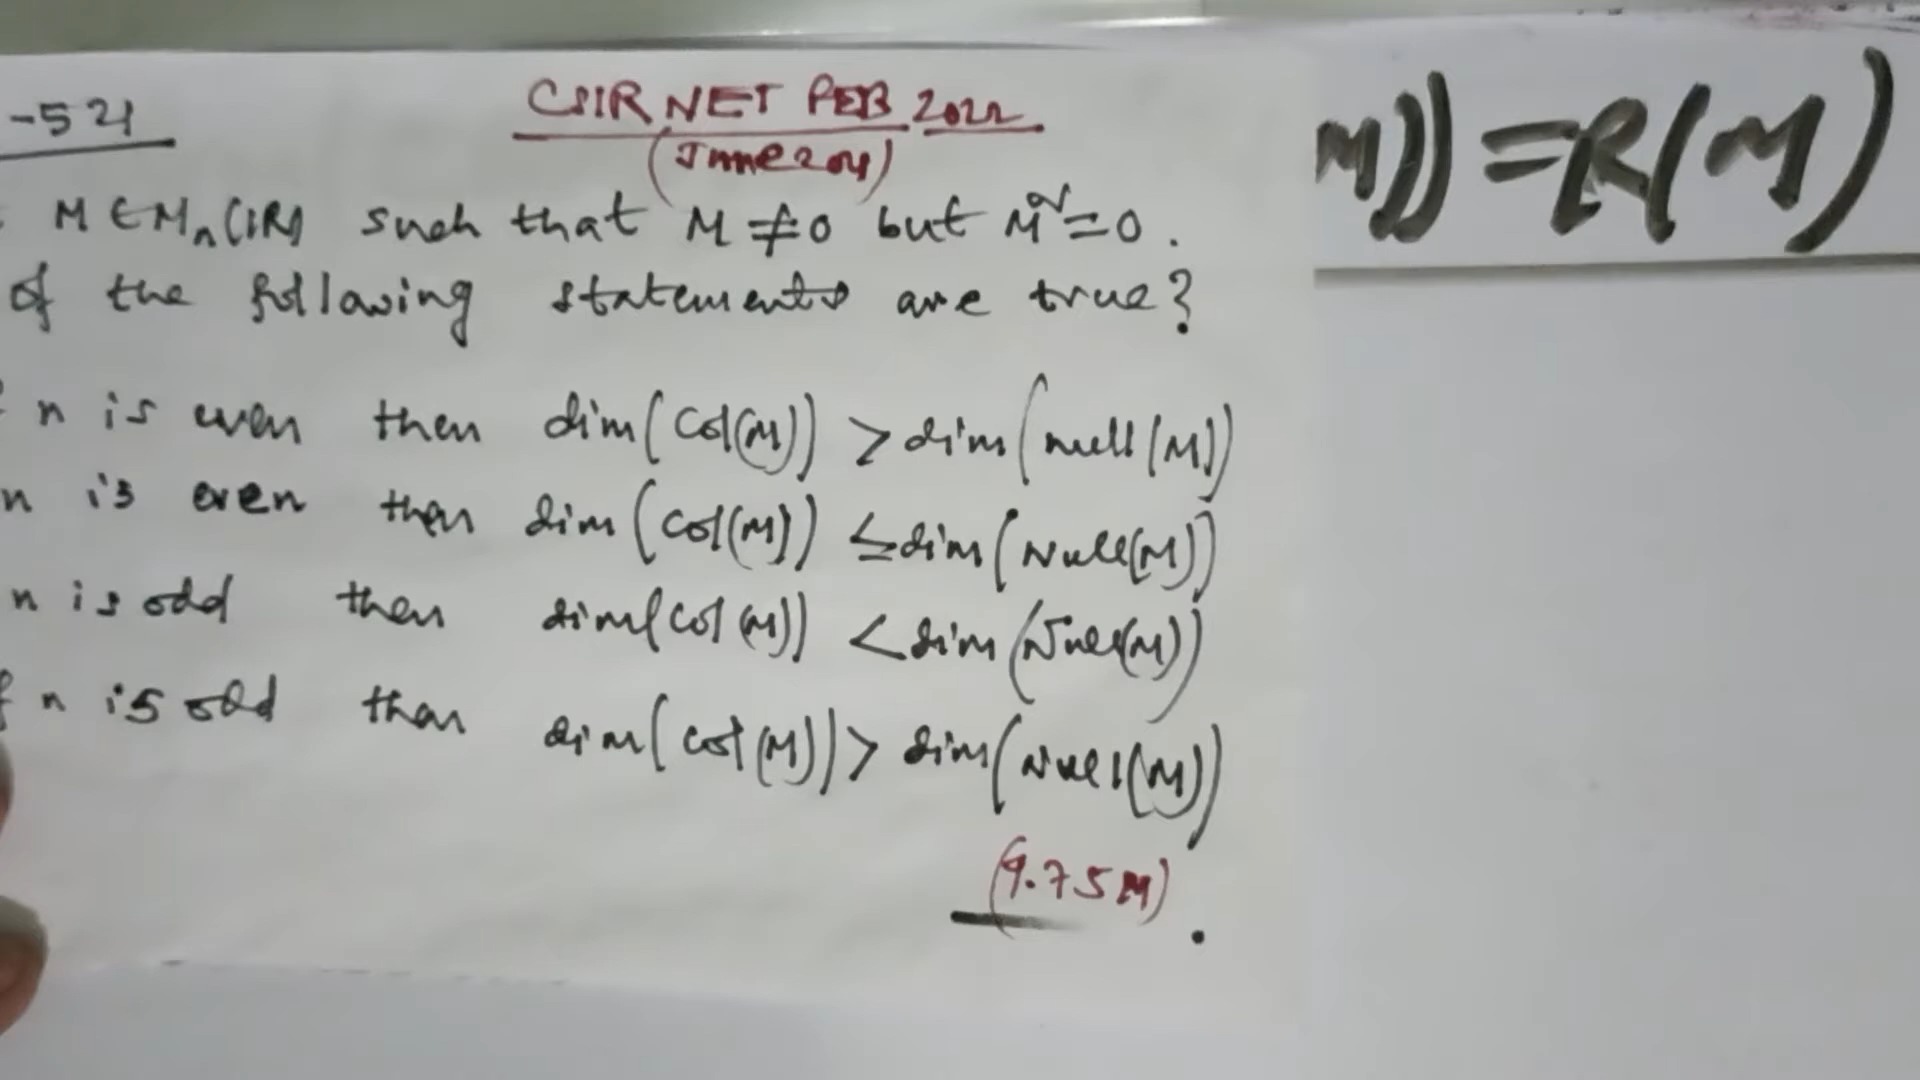 -521
CSIR NET FEB 2022
(June 2021)
M ∈ Mₙ(IR) such that M ≠ 0 but M² = 0.
of the following statements are true?
n is even then dim(Col(M)) > dim(null(M))
n is even then dim(Col(M)) ≤ dim(Null(M))
n is odd then dim(Col(M)) < dim(Null(M))
f n is odd then dim(Col(M)) > dim(Null(M))
(4.75M).
M)) = R(M)